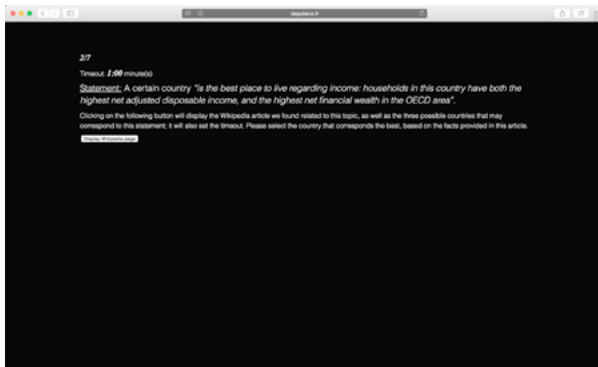 2/7
Timeout: 1:00 minute(s)
Statement: A certain country "is the best place to live regarding income: households in this country have both the
highest net adjusted disposable income, and the highest net financial wealth in the OECD area".
Clicking on the following button will display the Wikipedia article we found related to this topic, as well as the three possible countries that may
correspond to this statement; it will also set the timeout. Please select the country that corresponds the best, based on the facts provided in this article.
Display Wikipedia page